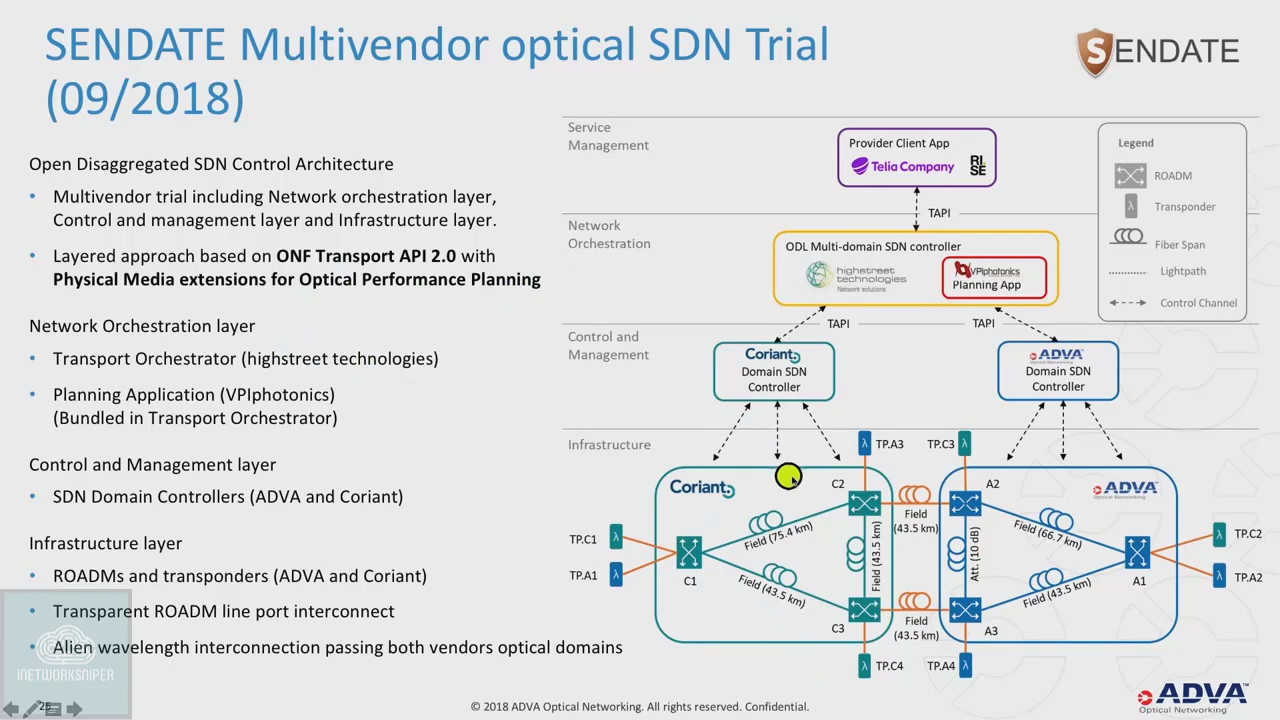 SENDATE Multivendor optical SDN Trial
(09/2018)
SENDATE
Open Disaggregated SDN Control Architecture
• Multivendor trial including Network orchestration layer,
Control and management layer and Infrastructure layer.
• Layered approach based on ONF Transport API 2.0 with
Physical Media extensions for Optical Performance Planning
Network Orchestration layer
• Transport Orchestrator (highstreet technologies)
• Planning Application (VPIphotonics)
(Bundled in Transport Orchestrator)
Control and Management layer
• SDN Domain Controllers (ADVA and Coriant)
Infrastructure layer
• ROADMs and transponders (ADVA and Coriant)
• Transparent ROADM line port interconnect
• Alien wavelength interconnection passing both vendors optical domains
Service
Management
Provider Client App
Telia Company
RI.
SE
TAPI
Legend
ROADM
λ Transponder
Fiber Span
Lightpath
Control Channel
Network
Orchestration
ODL Multi-domain SDN controller
highstreet
technologies
Network solutions
VPIphotonics
Planning App
TAPI
TAPI
Control and
Management
Coriant
Domain SDN
Controller
ADVA
Optical Networking
Domain SDN
Controller
Infrastructure
λ TP.A3
TP.C3 λ
Coriant
C2
A2
ADVA
Optical Networking
Field (75.4 km)
Field
(43.5 km)
Field (66.7 km)
TP.C1 λ
TP.A1 λ
C1
Field (43.5 km)
Att. (10 dB)
A1
λ TP.C2
λ TP.A2
Field (43.5 km)
Field (43.5 km)
C3
Field
(43.5 km)
A3
λ TP.C4
TP.A4 λ
INETWORKSNIPER
25
© 2018 ADVA Optical Networking. All rights reserved. Confidential.
ADVA™
Optical Networking